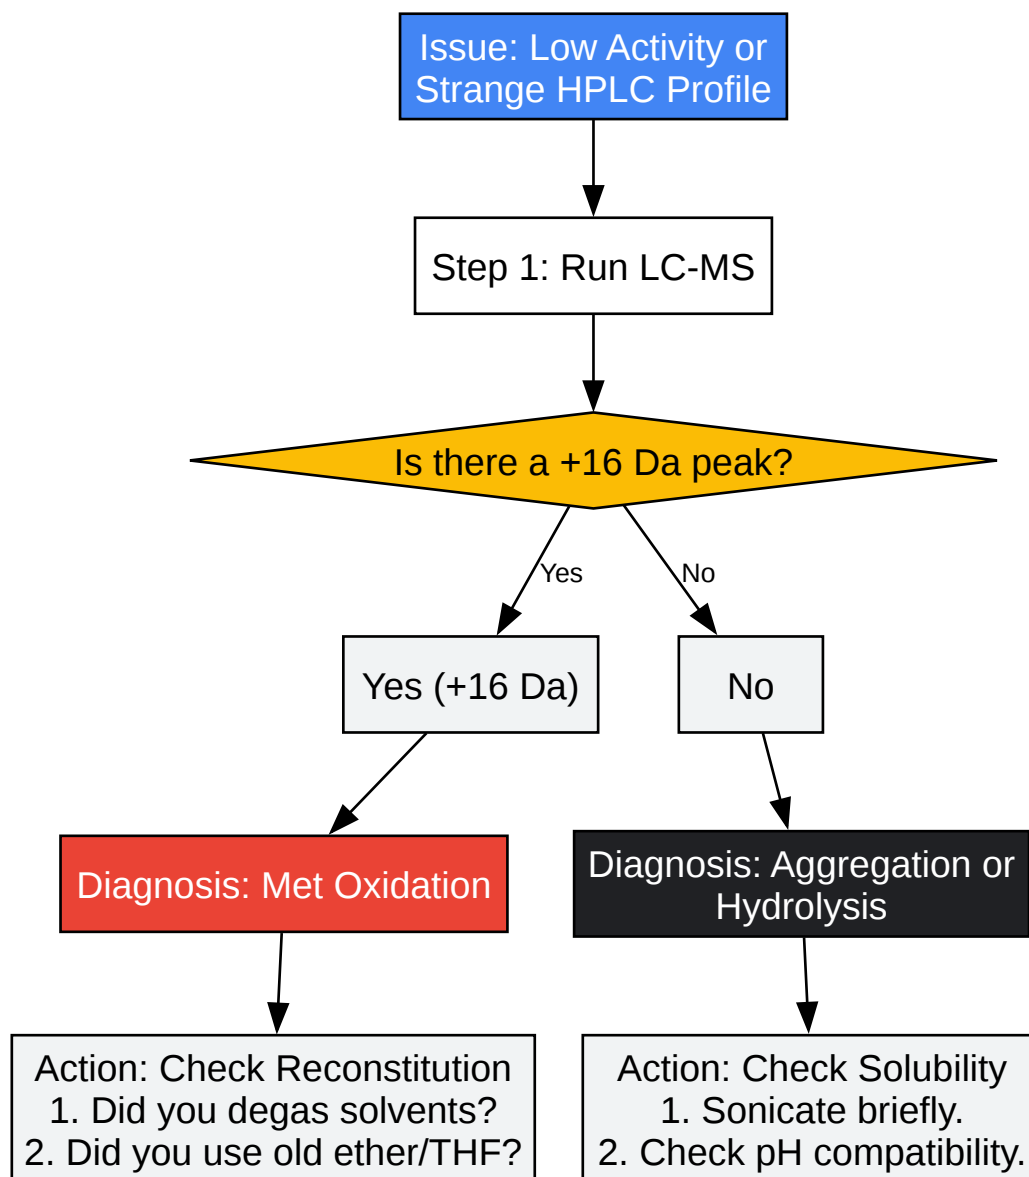 Issue: Low Activity or
Strange HPLC Profile
Step 1: Run LC-MS
Is there a +16 Da peak?
Yes
No
Yes (+16 Da)
No
Diagnosis: Met Oxidation
Diagnosis: Aggregation or
Hydrolysis
Action: Check Reconstitution
1. Did you degas solvents?
2. Did you use old ether/THF?
Action: Check Solubility
1. Sonicate briefly.
2. Check pH compatibility.